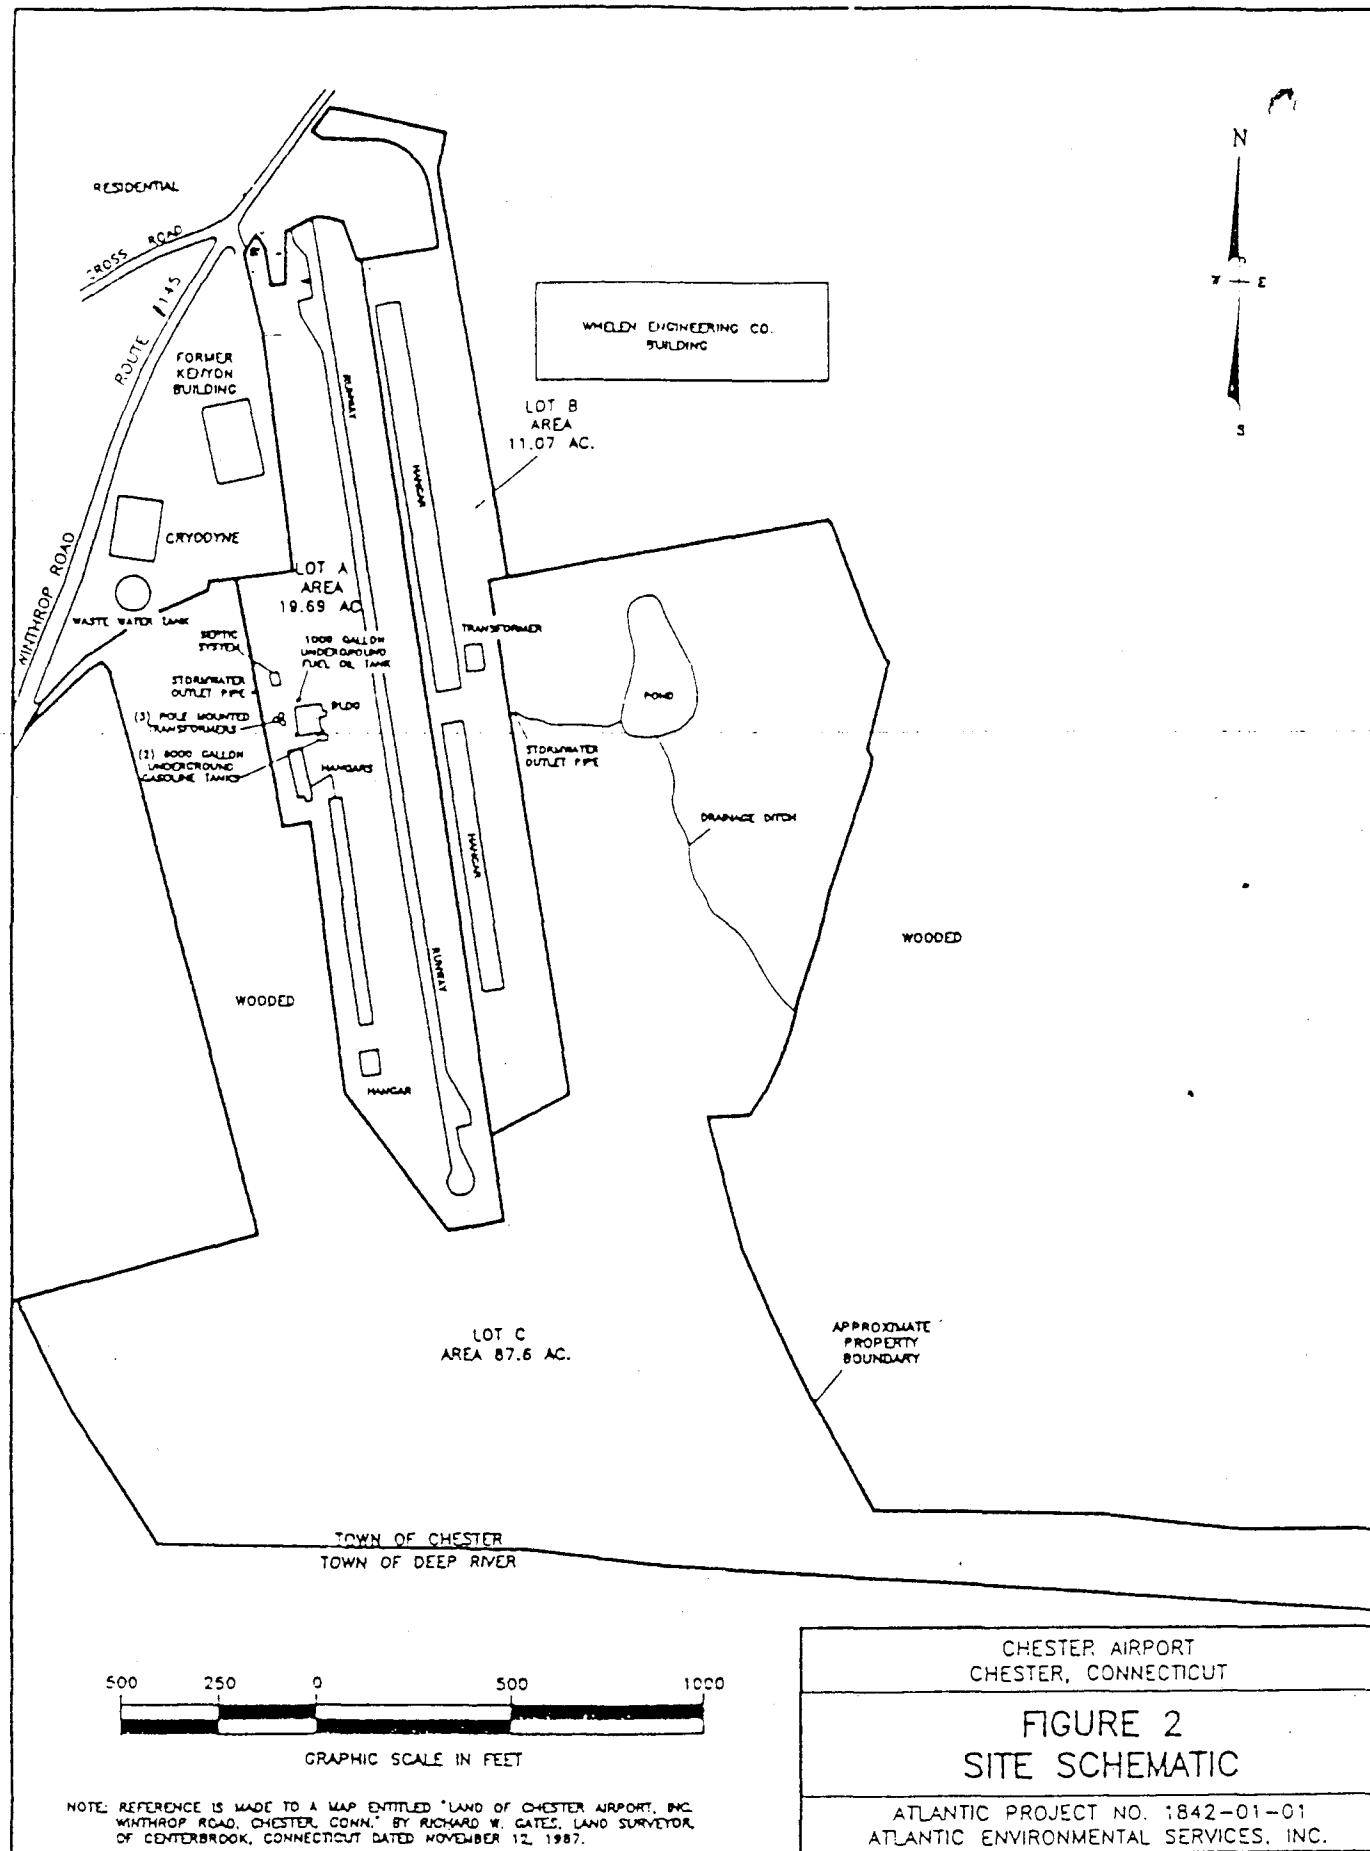 N
RESIDENTIAL
CROSS ROAD
ROUTE #145
E
S
WHELEN ENGINEERING CO.
BUILDING
FORMER
KENYON
BUILDING
RUNWAY
LOT B
AREA
11.07 AC.
HANGAR
CRYODYNE
WINTHROP ROAD
LOT A
AREA
19.69 AC
WASTE WATER TANK
SEPTIC
SYSTEM
1000 GALLON
UNDERGROUND
FUEL OIL TANK
TRANSFORMER
STORMWATER
OUTLET PIPE
BLDG
POND
(3) POLE MOUNTED
TRANSFORMERS
(2) 8000 GALLON
UNDERGROUND
GASOLINE TANKS
HANGARS
STORMWATER
OUTLET PIPE
DRAINAGE DITCH
HANGAR
WOODED
RUNWAY
WOODED
HANGAR
LOT C
AREA 87.6 AC.
APPROXIMATE
PROPERTY
BOUNDARY
TOWN OF CHESTER
TOWN OF DEEP RIVER
500 250 0 500 1000
GRAPHIC SCALE IN FEET
NOTE: REFERENCE IS MADE TO A MAP ENTITLED "LAND OF CHESTER AIRPORT, INC.
WINTHROP ROAD, CHESTER, CONN." BY RICHARD W. GATES, LAND SURVEYOR,
OF CENTERBROOK, CONNECTICUT DATED NOVEMBER 12, 1987.
CHESTER AIRPORT
CHESTER, CONNECTICUT
FIGURE 2
SITE SCHEMATIC
ATLANTIC PROJECT NO. 1842-01-01
ATLANTIC ENVIRONMENTAL SERVICES, INC.